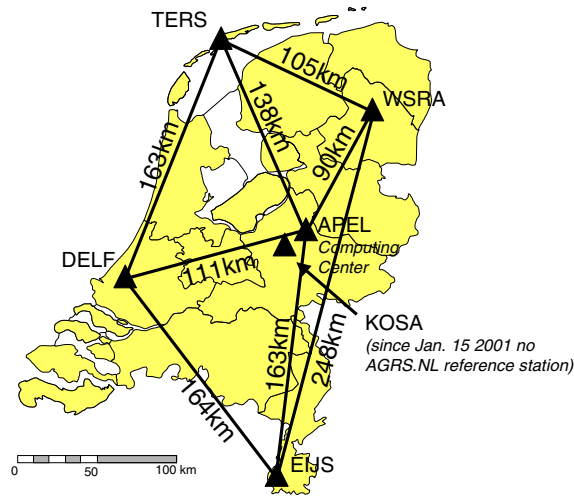 TERS
105km
WSRA
138km
90km
163km
APEL
Computing
Center
DELF
111km
KOSA
(since Jan. 15 2001 no
AGRS.NL reference station)
163km
248km
164km
EIJS
0 50 100 km